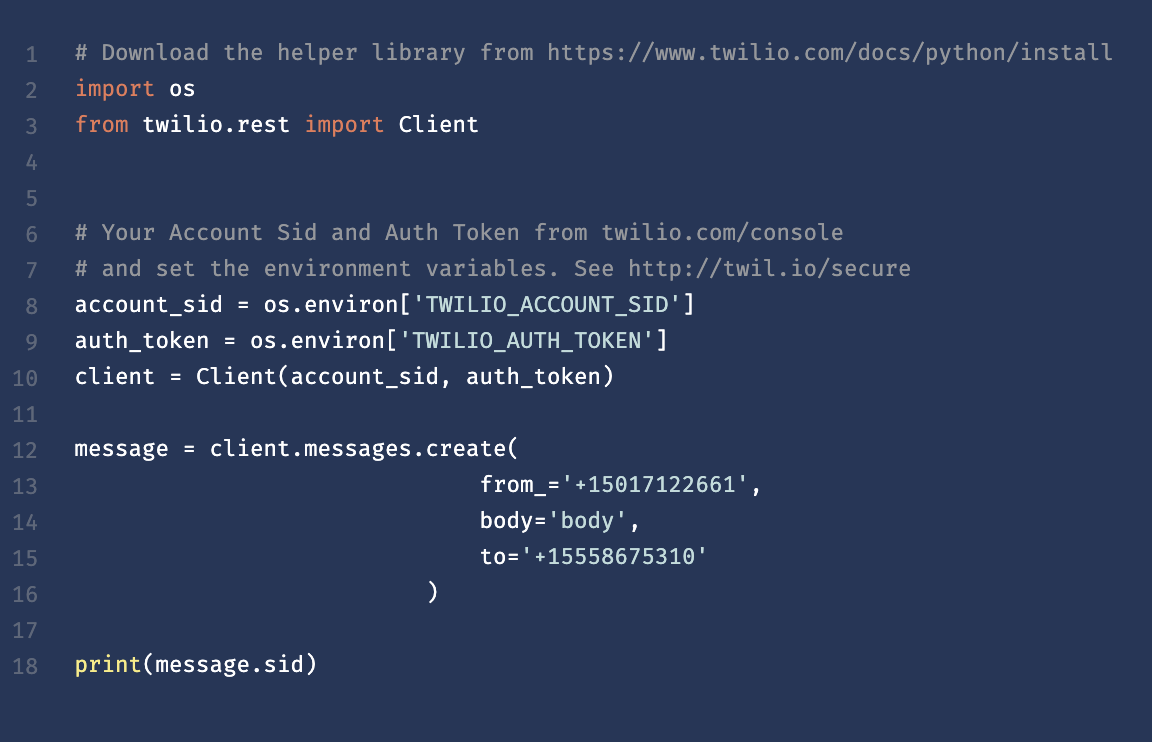 1 # Download the helper library from https://www.twilio.com/docs/python/install
2 import os
3 from twilio.rest import Client
4
5
6 # Your Account Sid and Auth Token from twilio.com/console
7 # and set the environment variables. See http://twil.io/secure
8 account_sid = os.environ['TWILIO_ACCOUNT_SID']
9 auth_token = os.environ['TWILIO_AUTH_TOKEN']
10 client = Client(account_sid, auth_token)
11
12 message = client.messages.create(
13                               from_='+15017122661',
14                               body='body',
15                               to='+15558675310'
16                           )
17
18 print(message.sid)